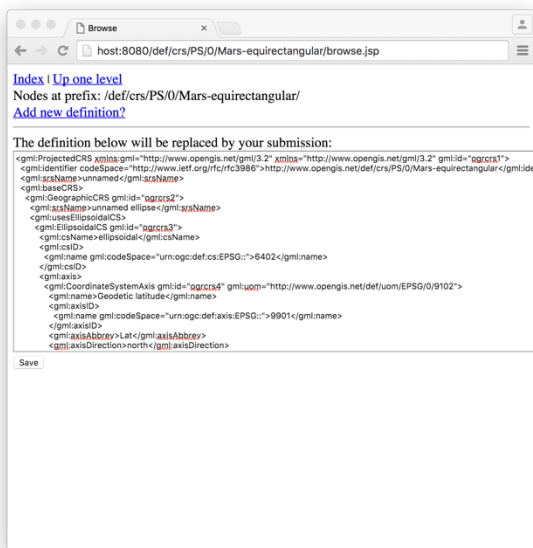 Browse
host:8080/def/crs/PS/0/Mars-equirectangular/browse.jsp
Index | Up one level
Nodes at prefix: /def/crs/PS/0/Mars-equirectangular/
Add new definition?
The definition below will be replaced by your submission:
<gml:ProjectedCRS xmlns:gml="http://www.opengis.net/gml/3.2" xmlns="http://www.opengis.net/gml/3.2" gml:id="ogrcrs1">
<gml:identifier codeSpace="http://www.ietf.org/rfc/rfc3986">http://www.opengis.net/def/crs/PS/0/Mars-equirectangular</gml:ide
<gml:srsName>unnamed</gml:srsName>
<gml:baseCRS>
<gml:GeographicCRS gml:id="ogrcrs2">
<gml:srsName>unnamed ellipse</gml:srsName>
<gml:usesEllipsoidalCS>
<gml:EllipsoidalCS gml:id="ogrcrs3">
<gml:csName>ellipsoidal</gml:csName>
<gml:csID>
<gml:name gml:codeSpace="urn:ogc:def:cs:EPSG::">6402</gml:name>
</gml:csID>
<gml:axis>
<gml:CoordinateSystemAxis gml:id="ogrcrs4" gml:uom="http://www.opengis.net/def/uom/EPSG/0/9102">
<gml:name>Geodetic latitude</gml:name>
<gml:axisID>
<gml:name gml:codeSpace="urn:ogc:def:axis:EPSG::">9901</gml:name>
</gml:axisID>
<gml:axisAbbrev>Lat</gml:axisAbbrev>
<gml:axisDirection>north</gml:axisDirection>
Save